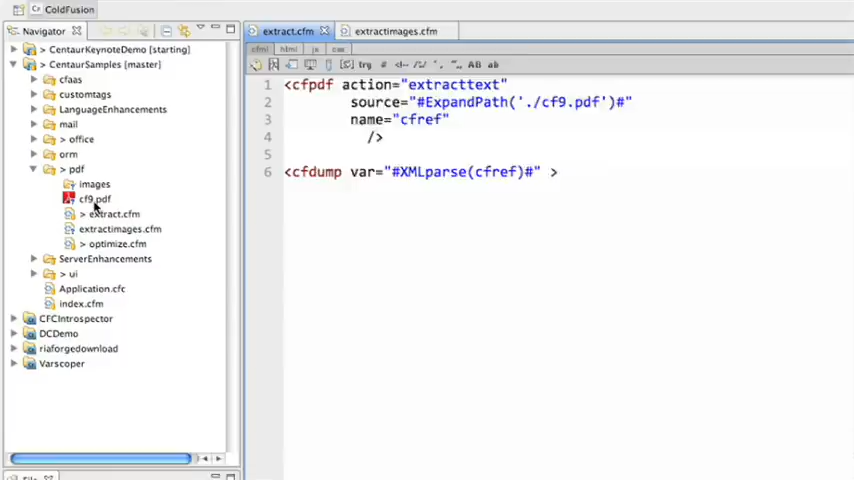 ColdFusion
Navigator
> CentaurKeynoteDemo [starting]
> CentaurSamples [master]
cfaas
customtags
LanguageEnhancements
mail
> office
orm
> pdf
images
cf9.pdf
> extract.cfm
extractimages.cfm
> optimize.cfm
ServerEnhancements
> ui
Application.cfc
index.cfm
CFCIntrospector
DCDemo
riaforgedownload
Varscoper
extract.cfm
extractimages.cfm
cfml html js css
try # <!-- /*/ AB ab
1 <cfpdf action="extracttext"
2 source="#ExpandPath('./cf9.pdf')#"
3 name="cfref"
4 />
5
6 <cfdump var="#XMLparse(cfref)#" >